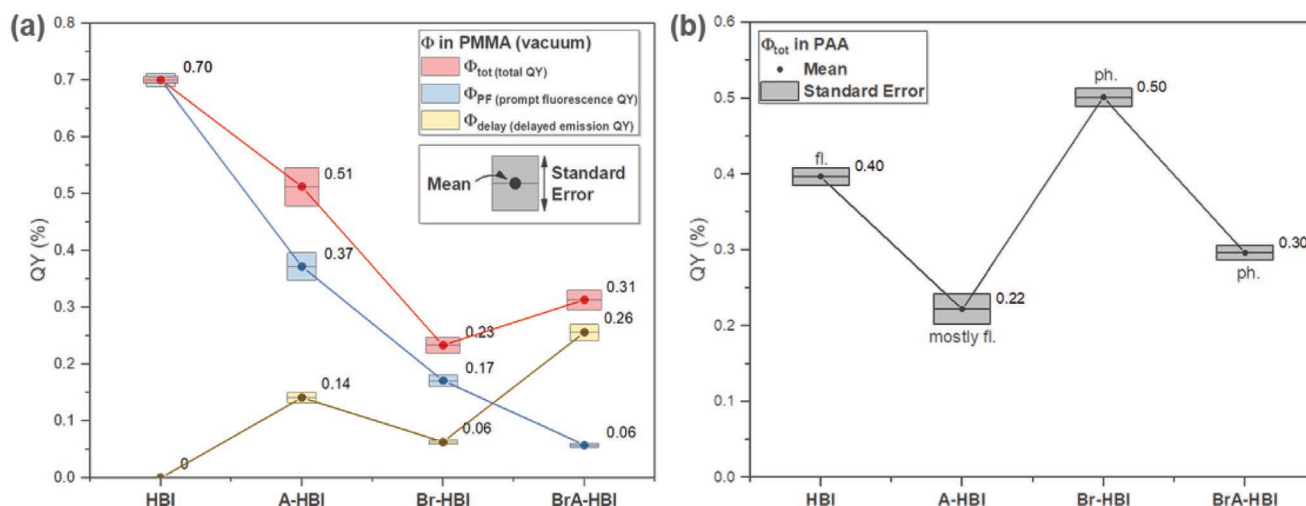 (a)
QY (%)
0.8
0.7
0.6
0.5
0.4
0.3
0.2
0.1
0.0
Φ in PMMA (vacuum)
Φtot (total QY)
ΦPF (prompt fluorescence QY)
Φdelay (delayed emission QY)
Mean
Standard
Error
0.70
0.51
0.37
0.23
0.31
0.26
0.14
0.17
0.06
0.06
0
HBI
A-HBI
Br-HBI
BrA-HBI
(b)
QY (%)
0.6
0.5
0.4
0.3
0.2
0.1
0.0
Φtot in PAA
Mean
Standard Error
fl.
0.40
0.22
mostly fl.
ph.
0.50
0.30
ph.
HBI
A-HBI
Br-HBI
BrA-HBI